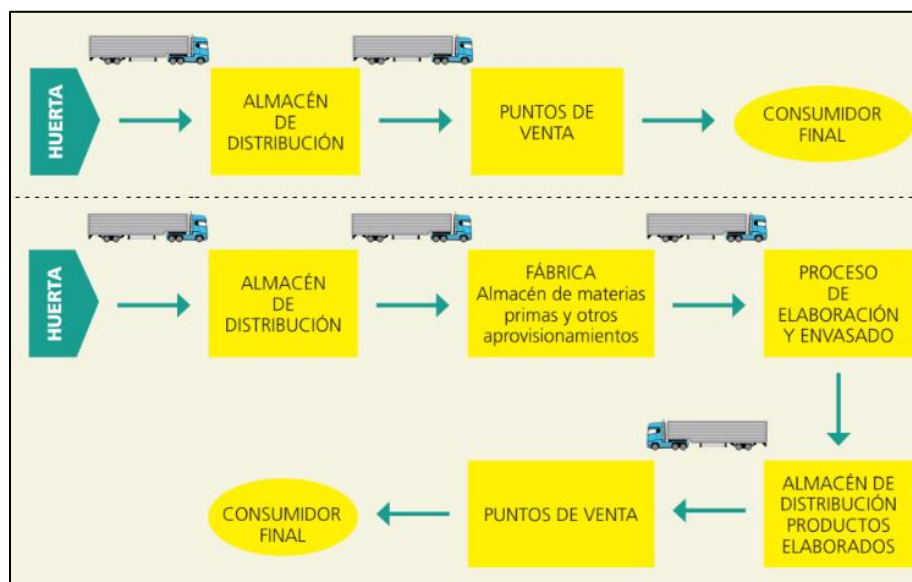 HUERTA
ALMACÉN
DE
DISTRIBUCIÓN
PUNTOS DE
VENTA
CONSUMIDOR
FINAL
HUERTA
ALMACÉN
DE
DISTRIBUCIÓN
FÁBRICA
Almacén de materias
primas y otros
aprovisionamientos
PROCESO
DE
ELABORACIÓN
Y ENVASADO
ALMACÉN DE
DISTRIBUCIÓN
PRODUCTOS
ELABORADOS
PUNTOS DE VENTA
CONSUMIDOR
FINAL